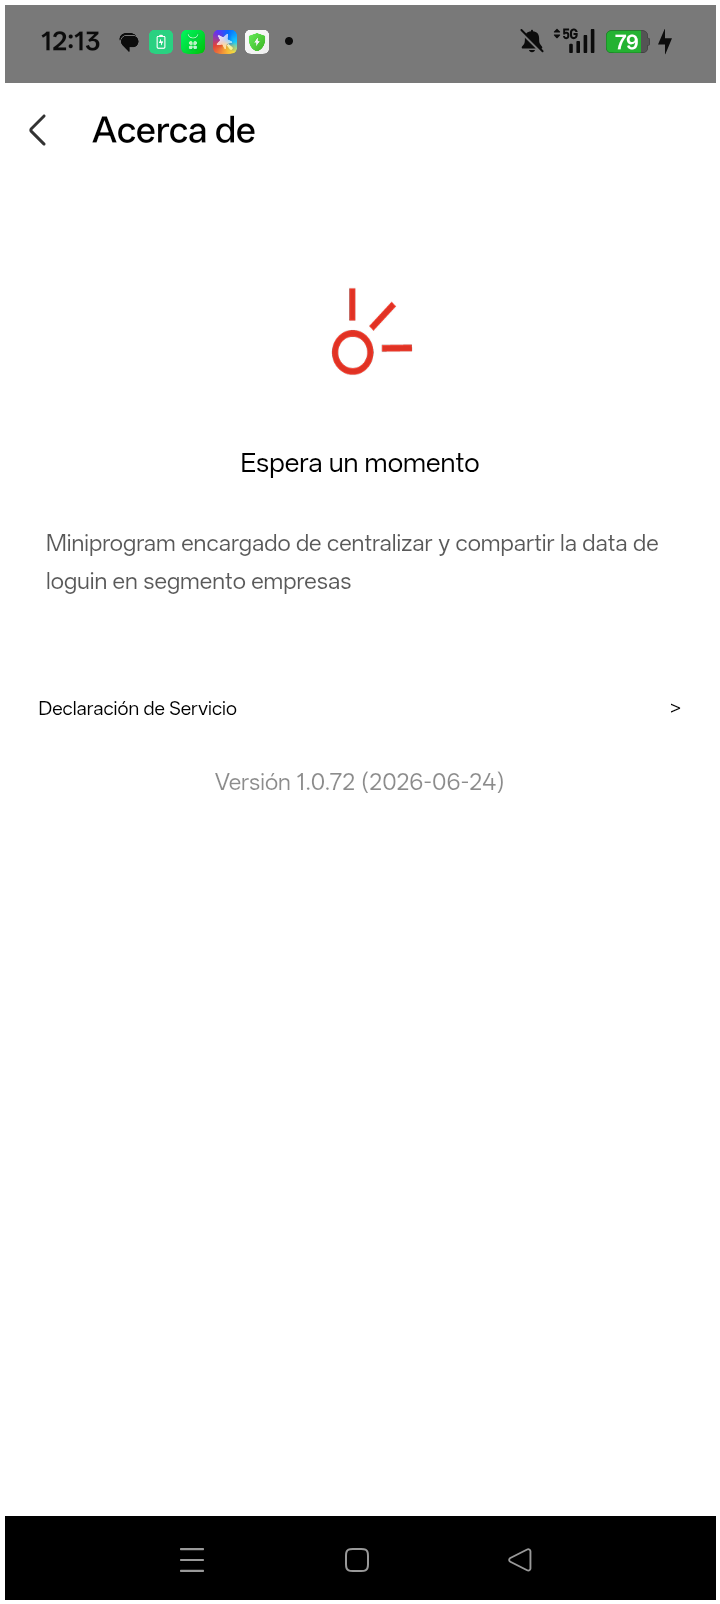 12:13
5G
79
Acerca de
Espera un momento
Miniprogram encargado de centralizar y compartir la data de
loguin en segmento empresas
Declaración de Servicio >
Versión 1.0.72 (2026-06-24)